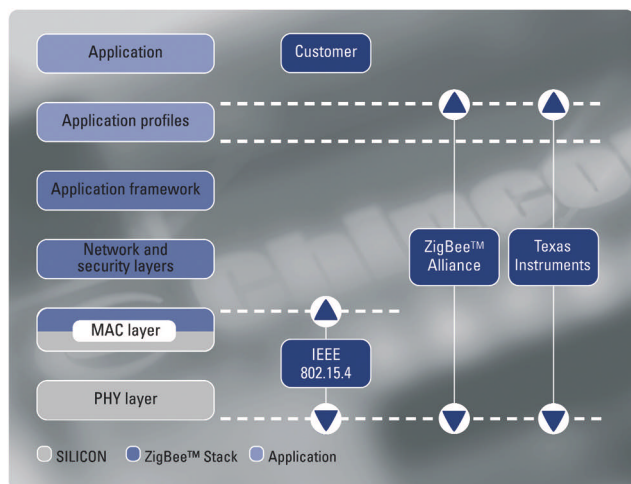 Application
Customer
Application profiles
Application framework
Network and
security layers
ZigBee™
Alliance
Texas
Instruments
MAC layer
IEEE
802.15.4
PHY layer
SILICON
ZigBee™ Stack
Application